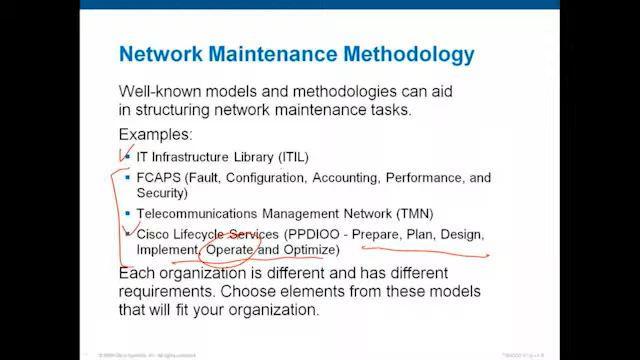 Network Maintenance Methodology
Well-known models and methodologies can aid
in structuring network maintenance tasks.
Examples:
▪ IT Infrastructure Library (ITIL)
▪ FCAPS (Fault, Configuration, Accounting, Performance, and
Security)
▪ Telecommunications Management Network (TMN)
▪ Cisco Lifecycle Services (PPDIOO - Prepare, Plan, Design,
Implement, Operate and Optimize)
Each organization is different and has different
requirements. Choose elements from these models
that will fit your organization.